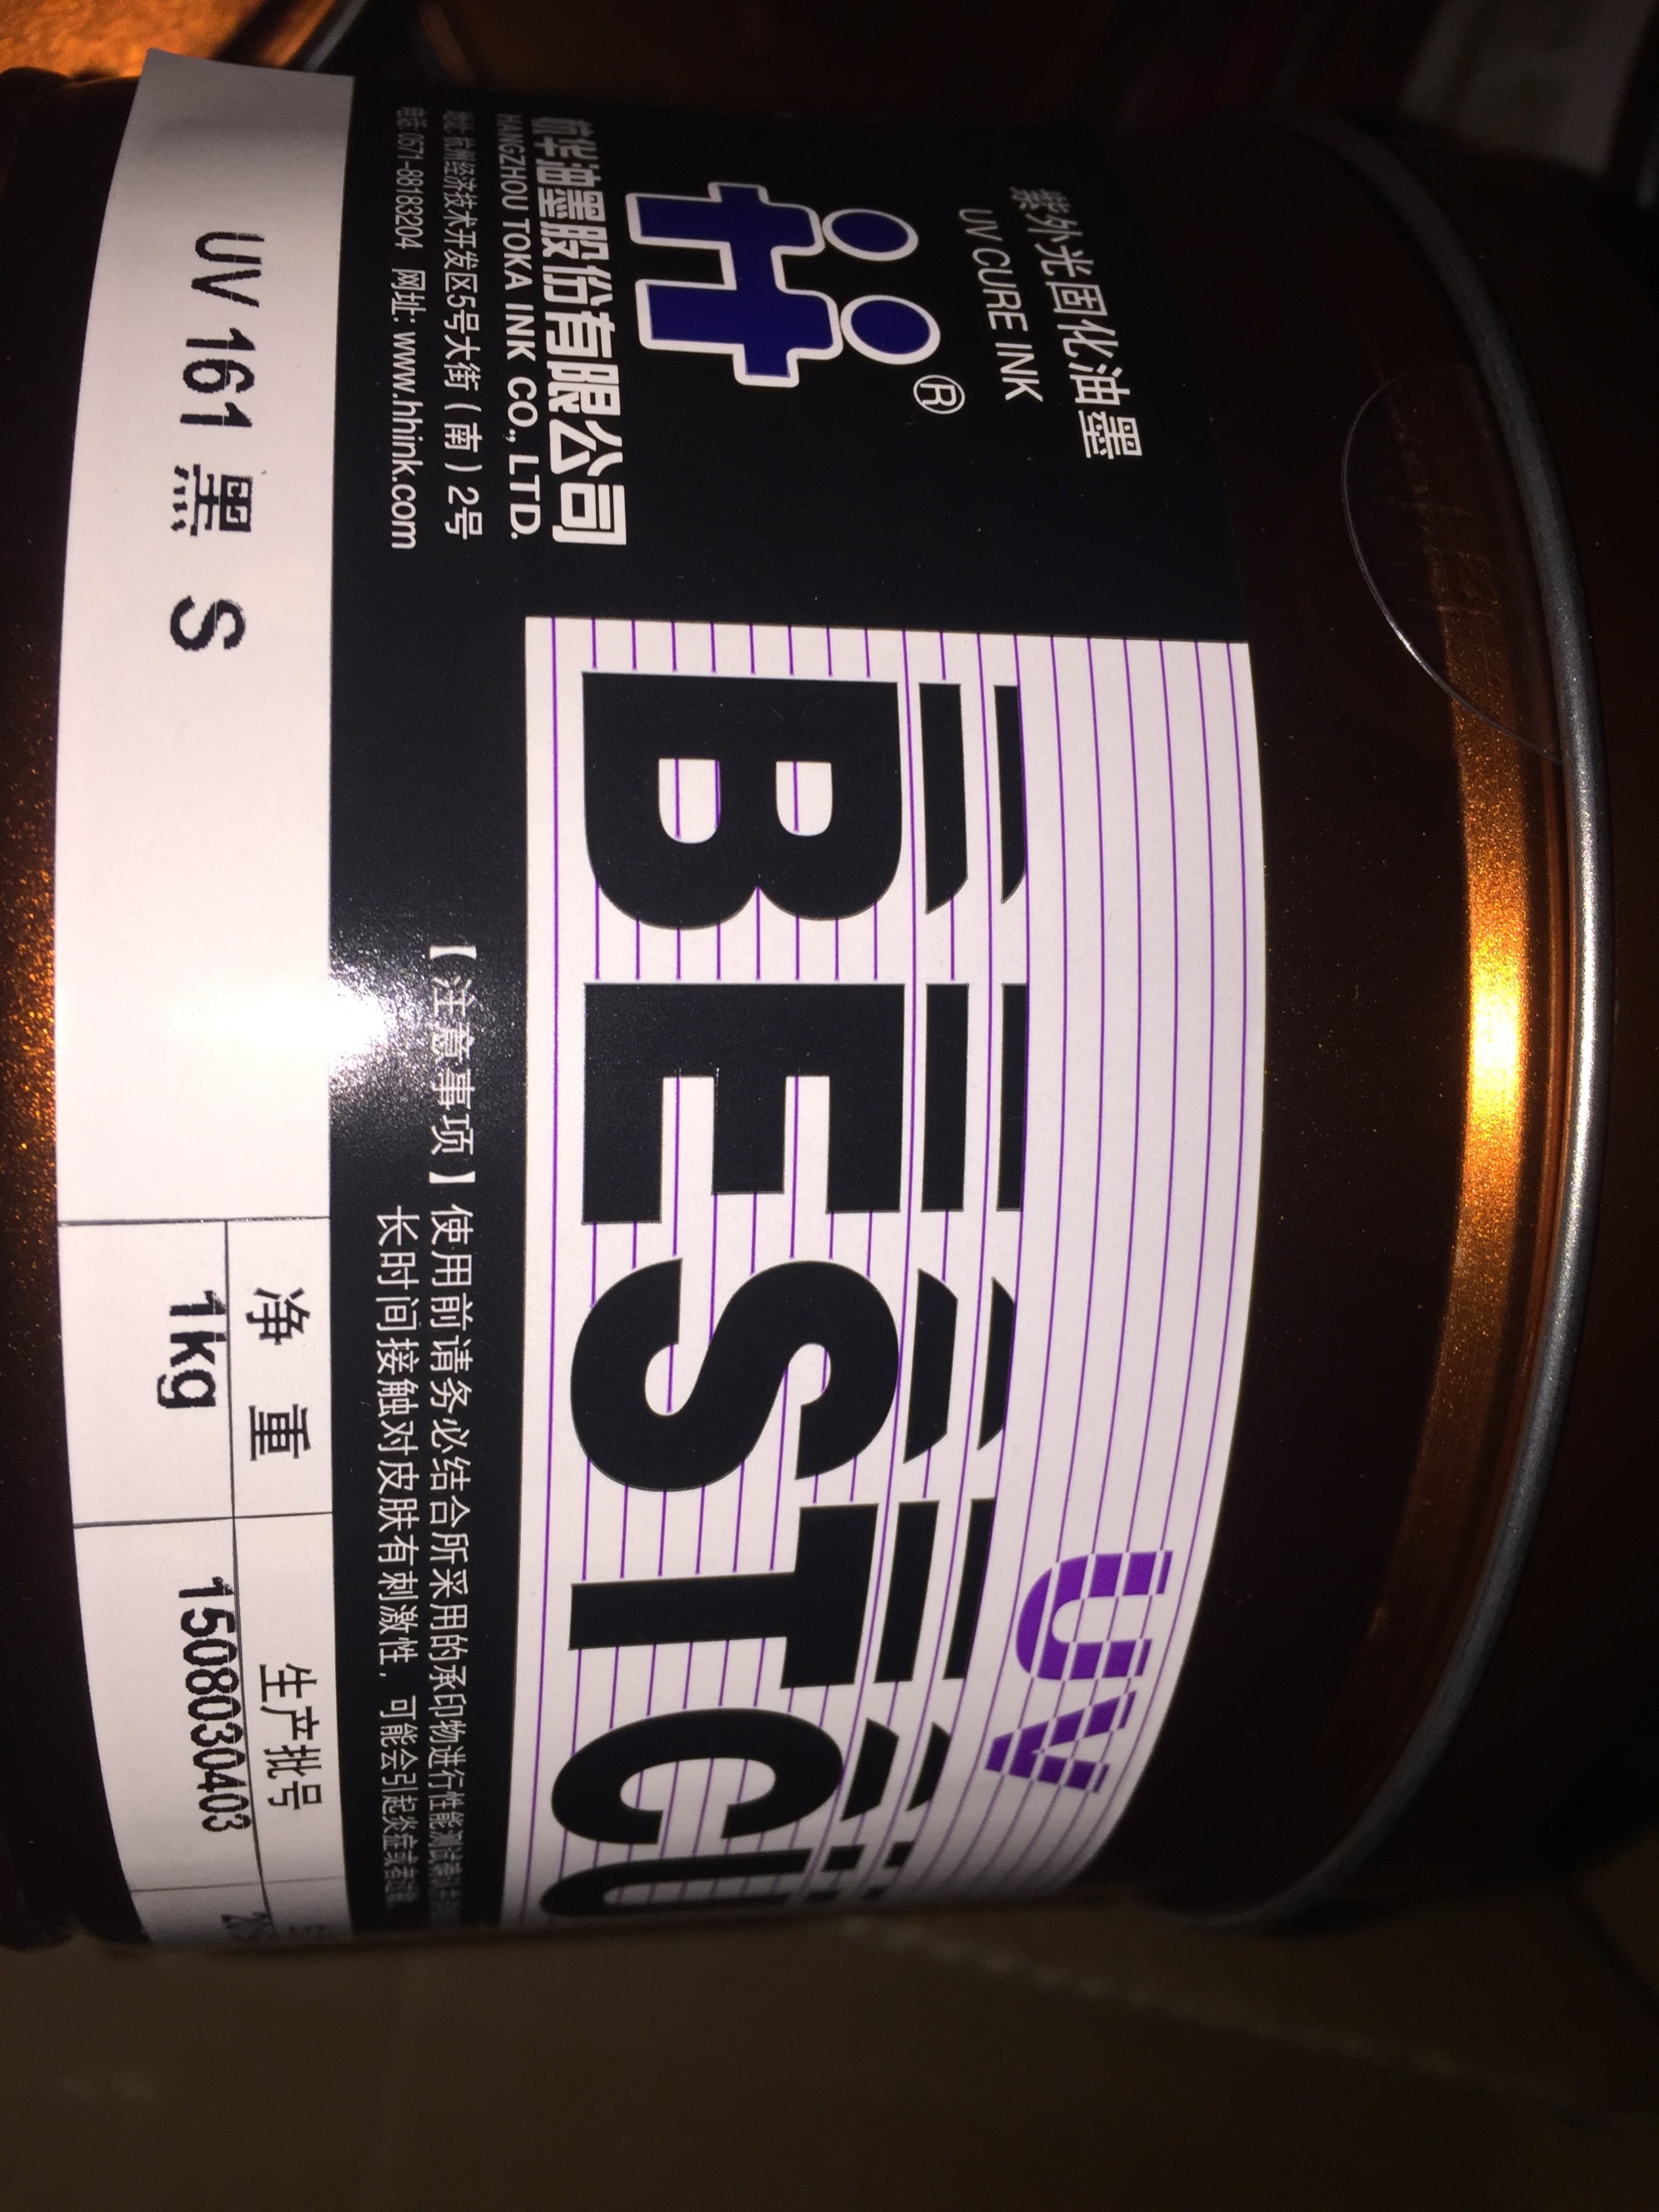 紫外光固化油墨
UV CURE INK
®
杭华油墨股份有限公司
HANGZHOU TOKA INK CO., LTD.
地址: 杭州经济技术开发区5号大街(南)2号
电话: 0571-88183204 网址: www.hhink.com
UV
BESTCU
【注意事项】使用前请务必结合所采用的承印物进行性能测试
长时间接触对皮肤有刺激性，可能会引起炎症或者过敏
UV 161 黑 S
净 重
1kg
生产批号
1508030403